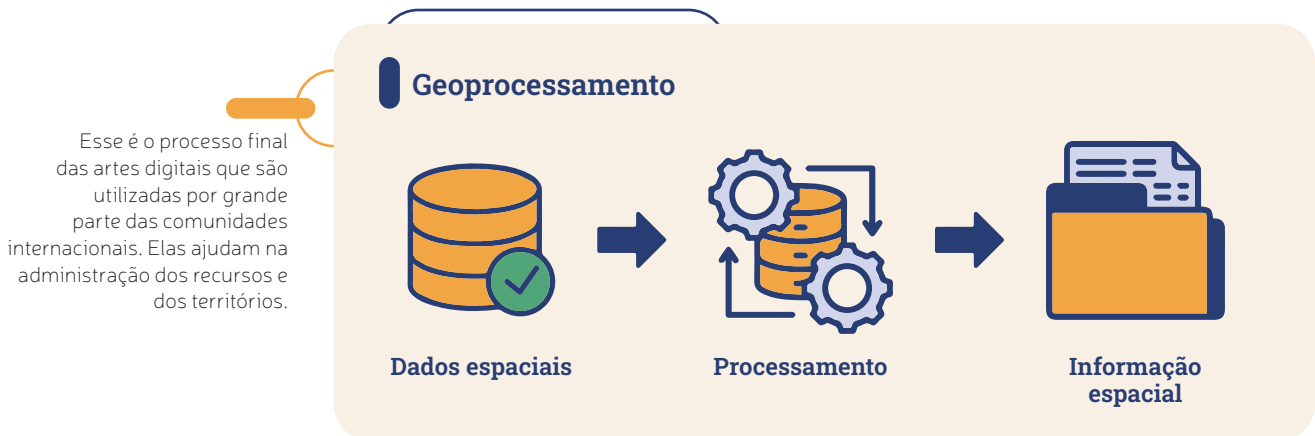 Geoprocessamento
Esse é o processo final
das artes digitais que são
utilizadas por grande
parte das comunidades
internacionais. Elas ajudam na
administração dos recursos e
dos territórios.
Dados espaciais
Processamento
Informação
espacial